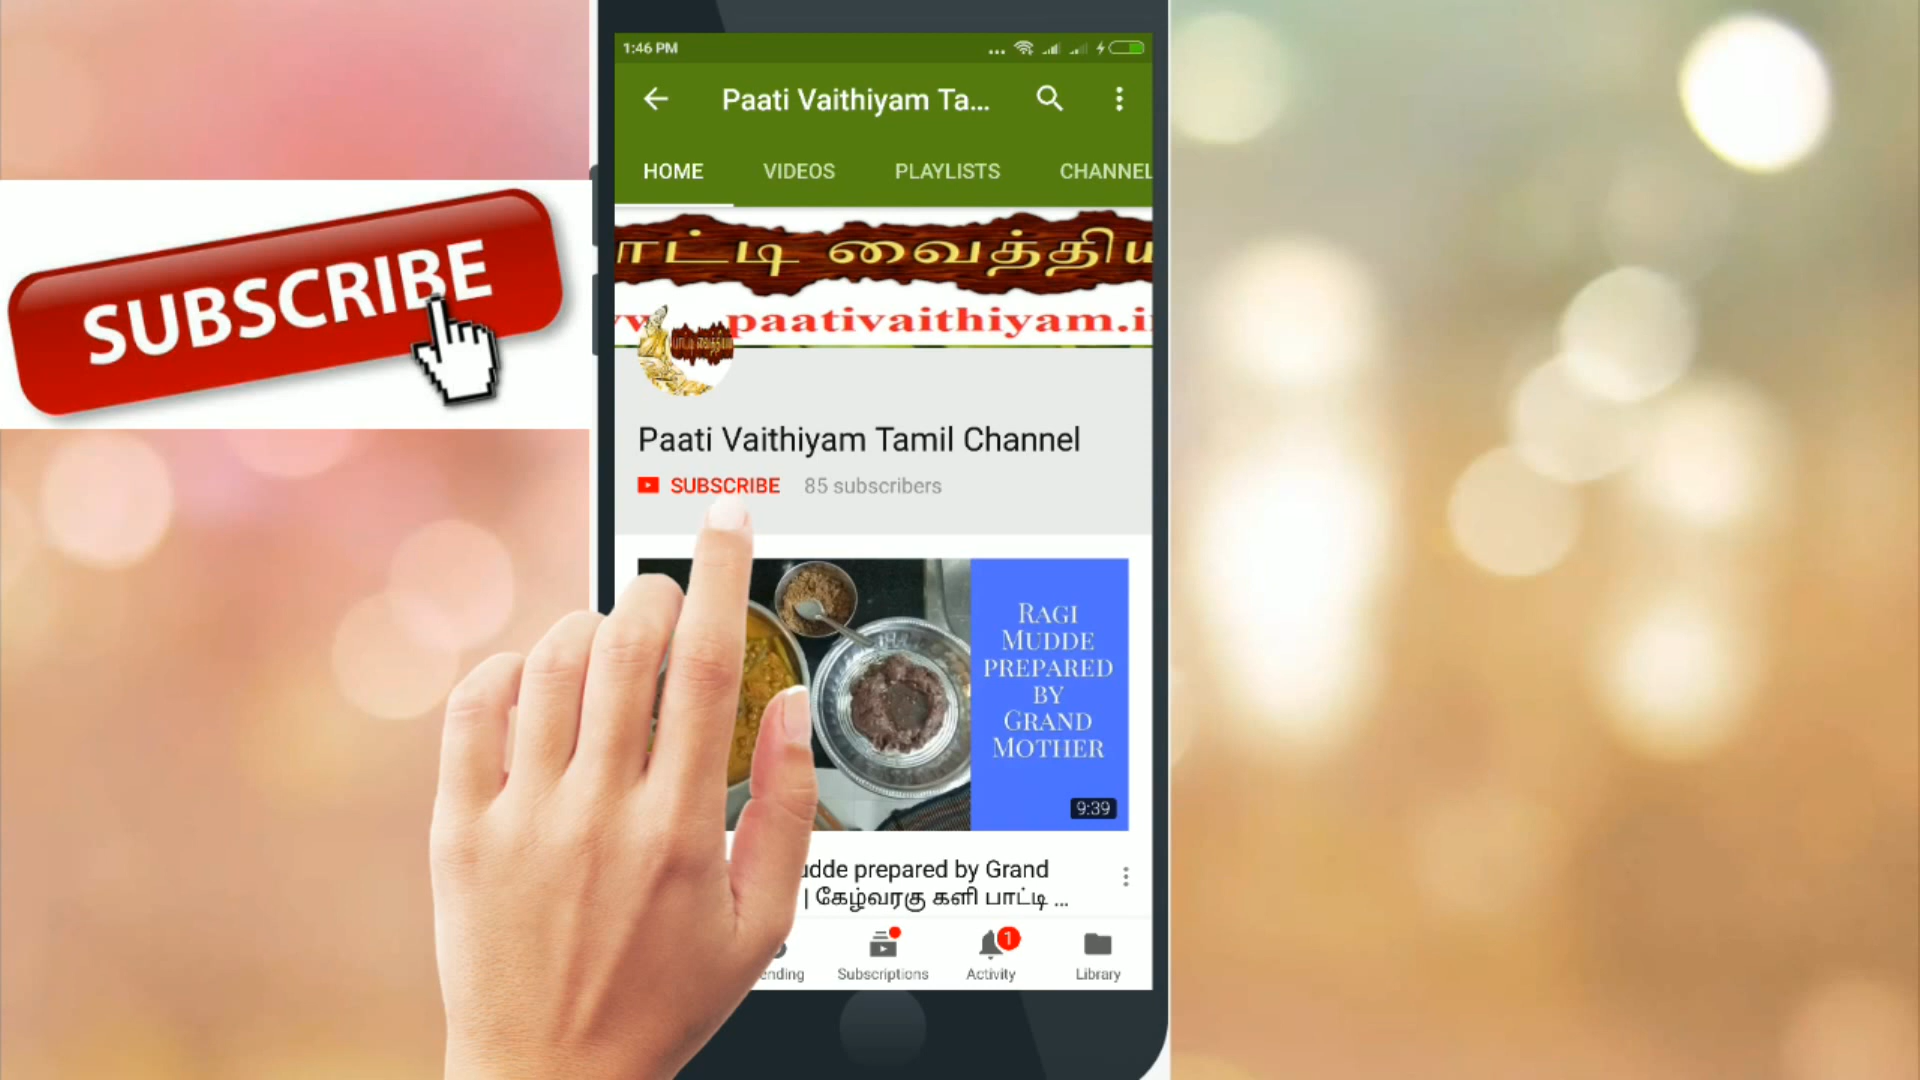 1:46 PM
Paati Vaithiyam Ta...
HOME VIDEOS PLAYLISTS CHANNEL
SUBSCRIBE
பாட்டி வைத்திய
paativaithiyam.i
Paati Vaithiyam Tamil Channel
SUBSCRIBE 85 subscribers
RAGI
MUDDE
PREPARED
BY
GRAND
MOTHER
9:39
udde prepared by Grand
| கேழ்வரகு களி பாட்டி ...
ending Subscriptions Activity Library
1